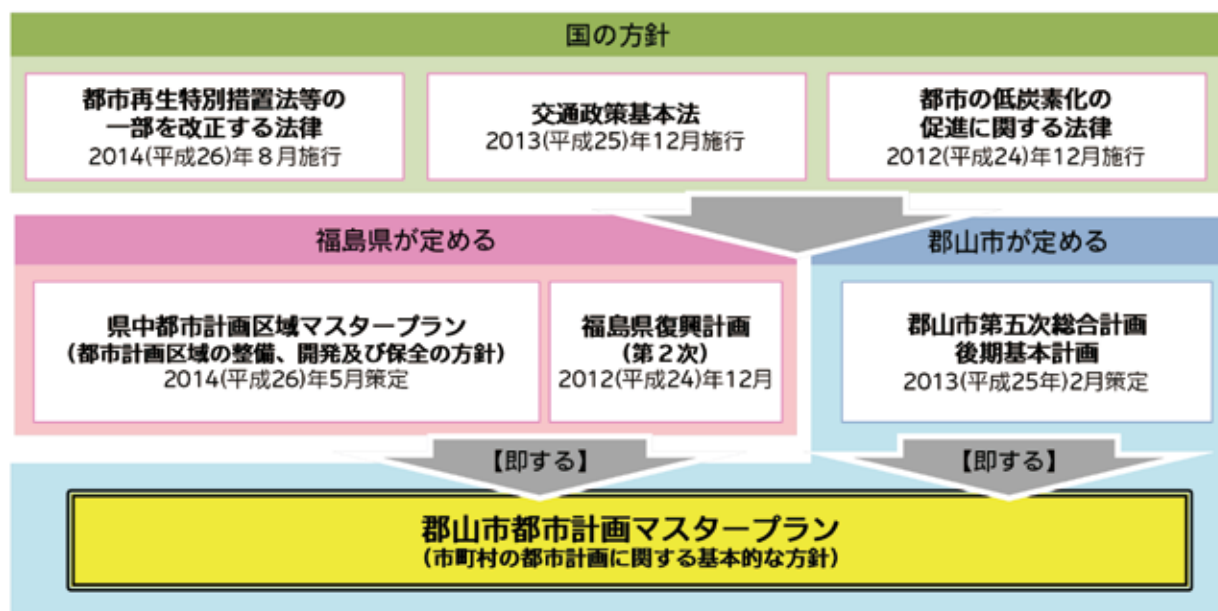 国の方針
都市再生特別措置法等の
一部を改正する法律
2014(平成26)年８月施行
交通政策基本法
2013(平成25)年12月施行
都市の低炭素化の
促進に関する法律
2012(平成24)年12月施行
福島県が定める
県中都市計画区域マスタープラン
(都市計画区域の整備、開発及び保全の方針)
2014(平成26)年5月策定
福島県復興計画
(第２次)
2012(平成24)年12月
郡山市が定める
郡山市第五次総合計画
後期基本計画
2013(平成25年)2月策定
【即する】
【即する】
郡山市都市計画マスタープラン
(市町村の都市計画に関する基本的な方針)